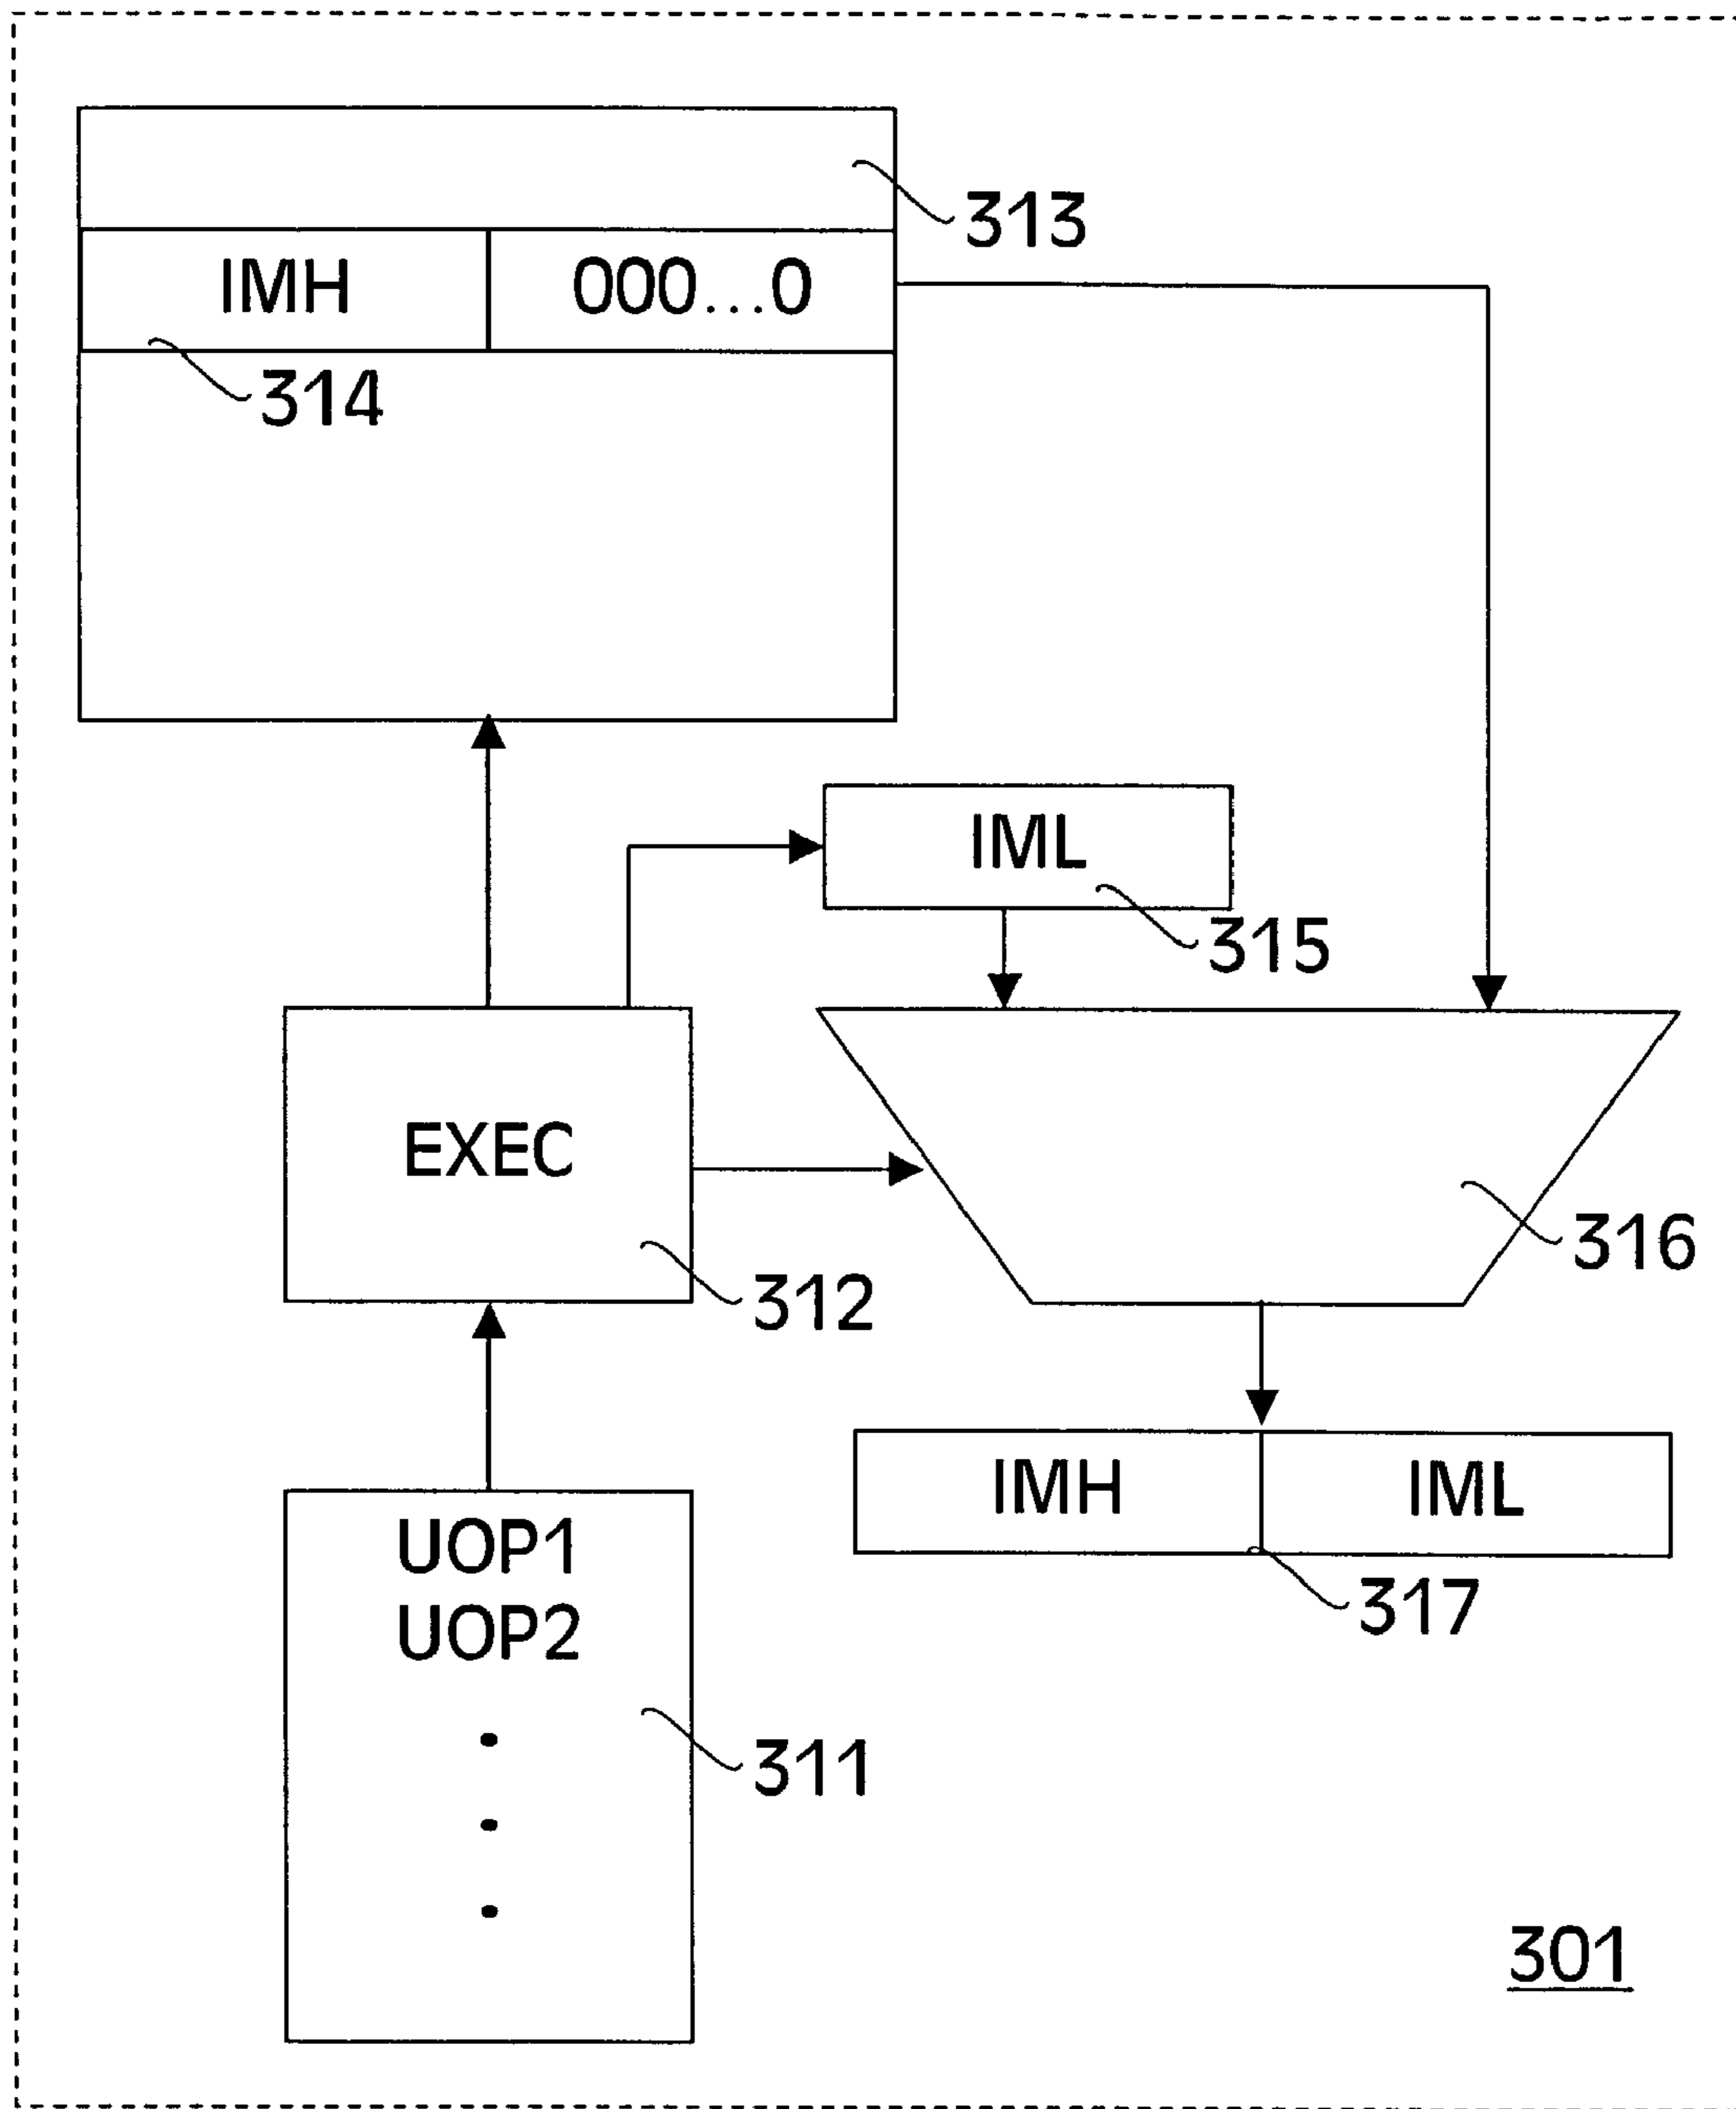 313
IMH 000...0
314
IML
315
EXEC
316
312
IMH IML
UOP1
317
UOP2
311
301